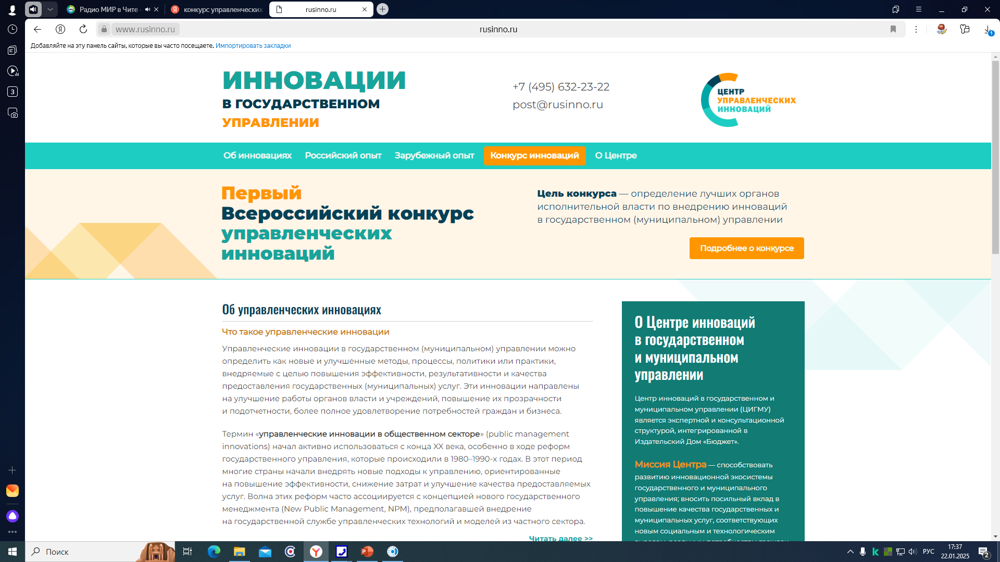 Радио МИР в Чите -
конкурс управленческих
rusinno.ru
www.rusinno.ru
rusinno.ru
1
Добавляйте на эту панель сайты, которые вы часто посещаете. Импортировать закладки
3
ИННОВАЦИИ
В ГОСУДАРСТВЕННОМ
УПРАВЛЕНИИ
+7 (495) 632-23-22
post@rusinno.ru
ЦЕНТР
УПРАВЛЕНЧЕСКИХ
ИННОВАЦИЙ
Об инновациях Российский опыт Зарубежный опыт Конкурс инноваций О Центре
Первый
Всероссийский конкурс
управленческих
инноваций
Цель конкурса — определение лучших органов
исполнительной власти по внедрению инноваций
в государственном (муниципальном) управлении
Подробнее о конкурсе
Об управленческих инновациях
Что такое управленческие инновации
Управленческие инновации в государственном (муниципальном) управлении можно
определить как новые и улучшенные методы, процессы, политики или практики,
внедряемые с целью повышения эффективности, результативности и качества
предоставления государственных (муниципальных) услуг. Эти инновации направлены
на улучшение работы органов власти и учреждений, повышение их прозрачности
и подотчетности, более полное удовлетворение потребностей граждан и бизнеса.
Термин «управленческие инновации в общественном секторе» (public management
innovations) начал активно использоваться с конца XX века, особенно в ходе реформ
государственного управления, которые происходили в 1980–1990-х годах. В этот период
многие страны начали внедрять новые подходы к управлению, ориентированные
на повышение эффективности, снижение затрат и улучшение качества предоставляемых
услуг. Волна этих реформ часто ассоциируется с концепцией нового государственного
менеджмента (New Public Management, NPM), предполагавшей внедрение
на государственной службе управленческих технологий и моделей из частного сектора.
Читать далее >>
О Центре инноваций
в государственном
и муниципальном
управлении
Центр инноваций в государственном и
муниципальном управлении (ЦИГМУ)
является экспертной и консультационной
структурой, интегрированной в
Издательский Дом «Бюджет».
Миссия Центра — способствовать
развитию инновационной экосистемы
государственного и муниципального
управления; вносить посильный вклад в
повышение качества государственных и
муниципальных услуг, соответствующих
новым социальным и технологическим
Поиск
РУС
17:37
22.01.2025
2